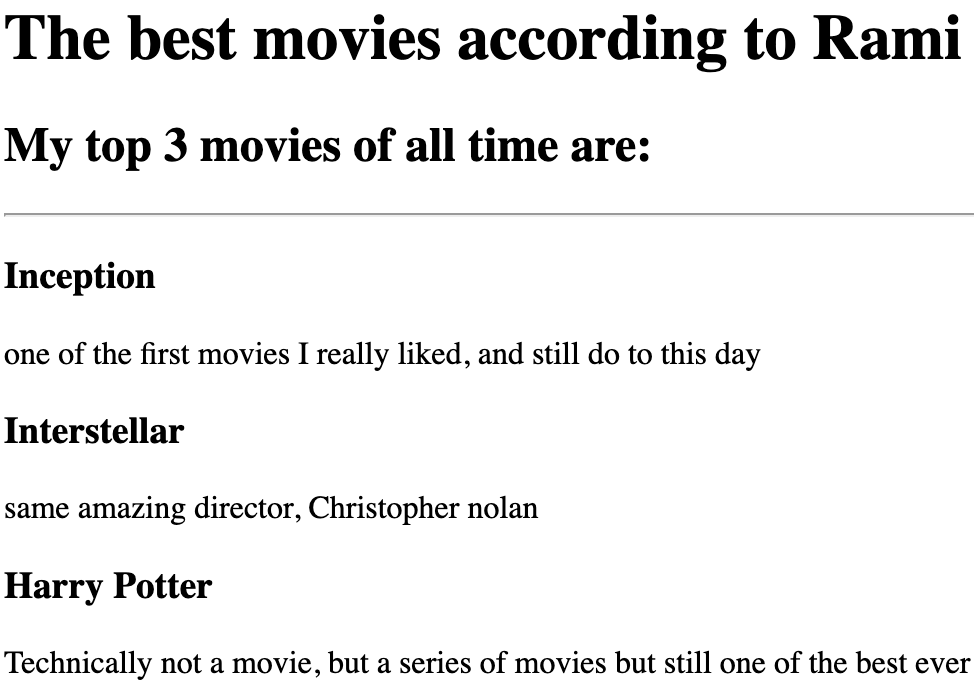 The best movies according to Rami
My top 3 movies of all time are:
Inception
one of the first movies I really liked, and still do to this day
Interstellar
same amazing director, Christopher nolan
Harry Potter
Technically not a movie, but a series of movies but still one of the best ever